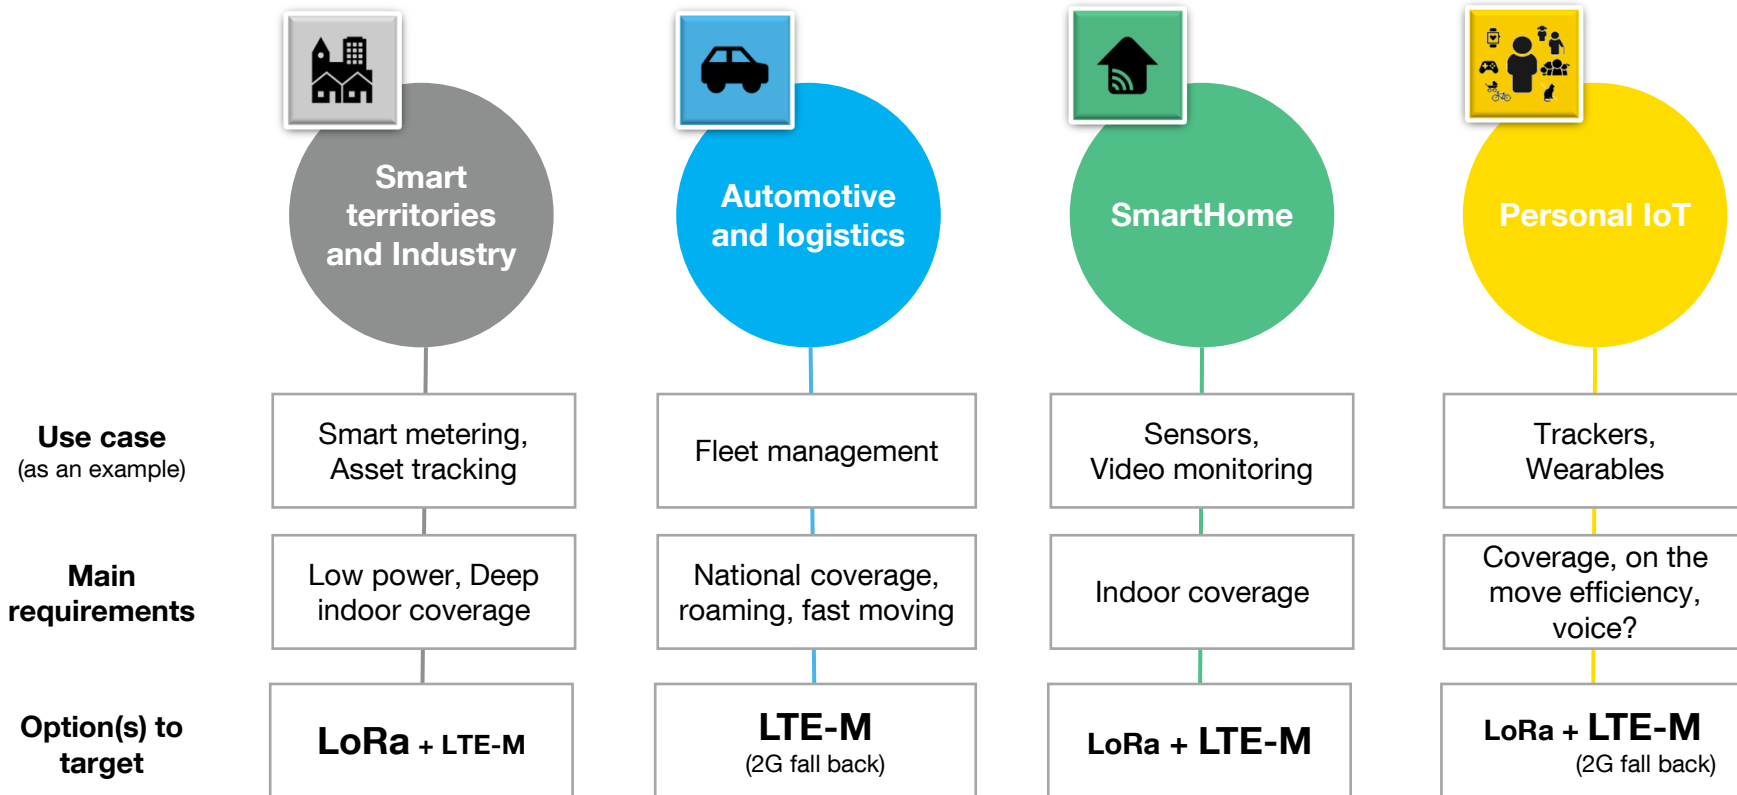 Smart
territories
and Industry
Automotive
and logistics
SmartHome
Personal IoT
Use case
(as an example)
Smart metering,
Asset tracking
Fleet management
Sensors,
Video monitoring
Trackers,
Wearables
Main
requirements
Low power, Deep
indoor coverage
National coverage,
roaming, fast moving
Indoor coverage
Coverage, on the
move efficiency,
voice?
Option(s) to
target
LoRa + LTE-M
LTE-M
(2G fall back)
LoRa + LTE-M
LoRa + LTE-M
(2G fall back)